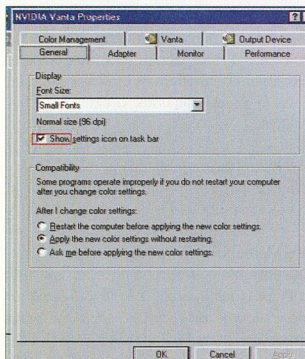 NVIDIA Vanta Properties
Color Management
Vanta
Output Device
General
Adapter
Monitor
Performance
Display
Font Size:
Small Fonts
Normal size (96 dpi)
Show settings icon on task bar
Compatibility
Some programs operate improperly if you do not restart your computer
after you change color settings.
After I change color settings:
Restart the computer before applying the new color settings.
Apply the new color settings without restarting.
Ask me before applying the new color settings.
OK
Cancel
Apply